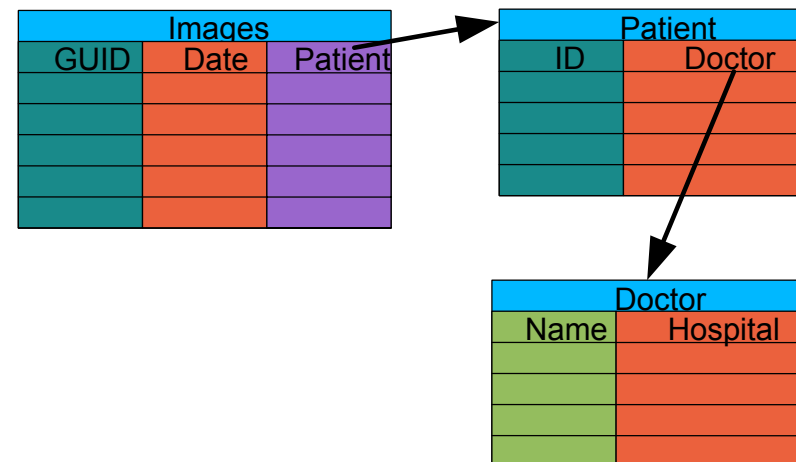 Images
GUID Date Patient
Patient
ID Doctor
Doctor
Name Hospital